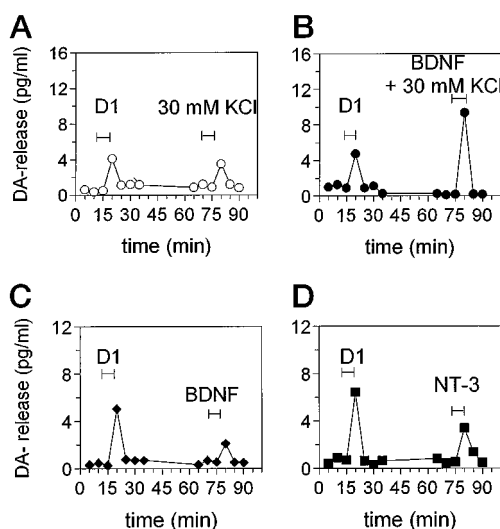 A
DA-release (pg/ml)
16
12
8
4
0
D1
30 mM KCl
0 15 30 45 60 75 90
time (min)
B
16
12
8
4
0
D1
BDNF
+ 30 mM KCl
0 15 30 45 60 75 90
time (min)
C
DA- release (pg/ml)
12
8
4
0
D1
BDNF
0 15 30 45 60 75 90
time (min)
D
12
8
4
0
D1
NT-3
0 15 30 45 60 75 90
time (min)